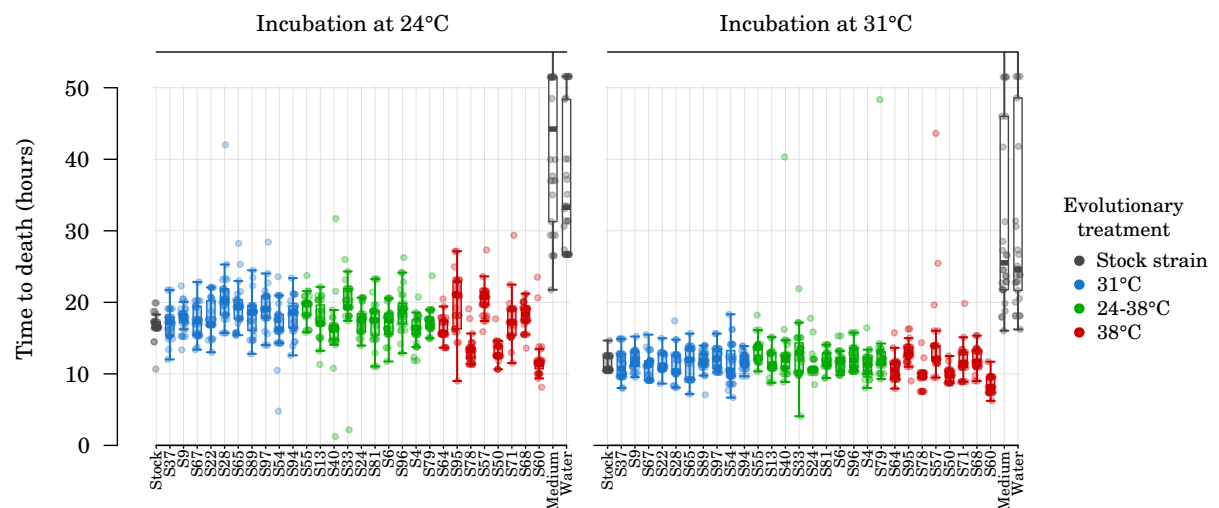 Incubation at 24°C
Incubation at 31°C
Time to death (hours)
50
40
30
20
10
0
Stock
S37
S9
S67
S22
S28
S65
S89
S97
S54
S94
S55
S13
S40
S33
S24
S81
S6
S96
S4
S79
S64
S95
S78
S57
S50
S71
S68
S60
Medium
Water
Stock
S37
S9
S67
S22
S28
S65
S89
S97
S54
S94
S55
S13
S40
S33
S24
S81
S6
S96
S4
S79
S64
S95
S78
S57
S50
S71
S68
S60
Medium
Water
Evolutionary
treatment
Stock strain
31°C
24-38°C
38°C